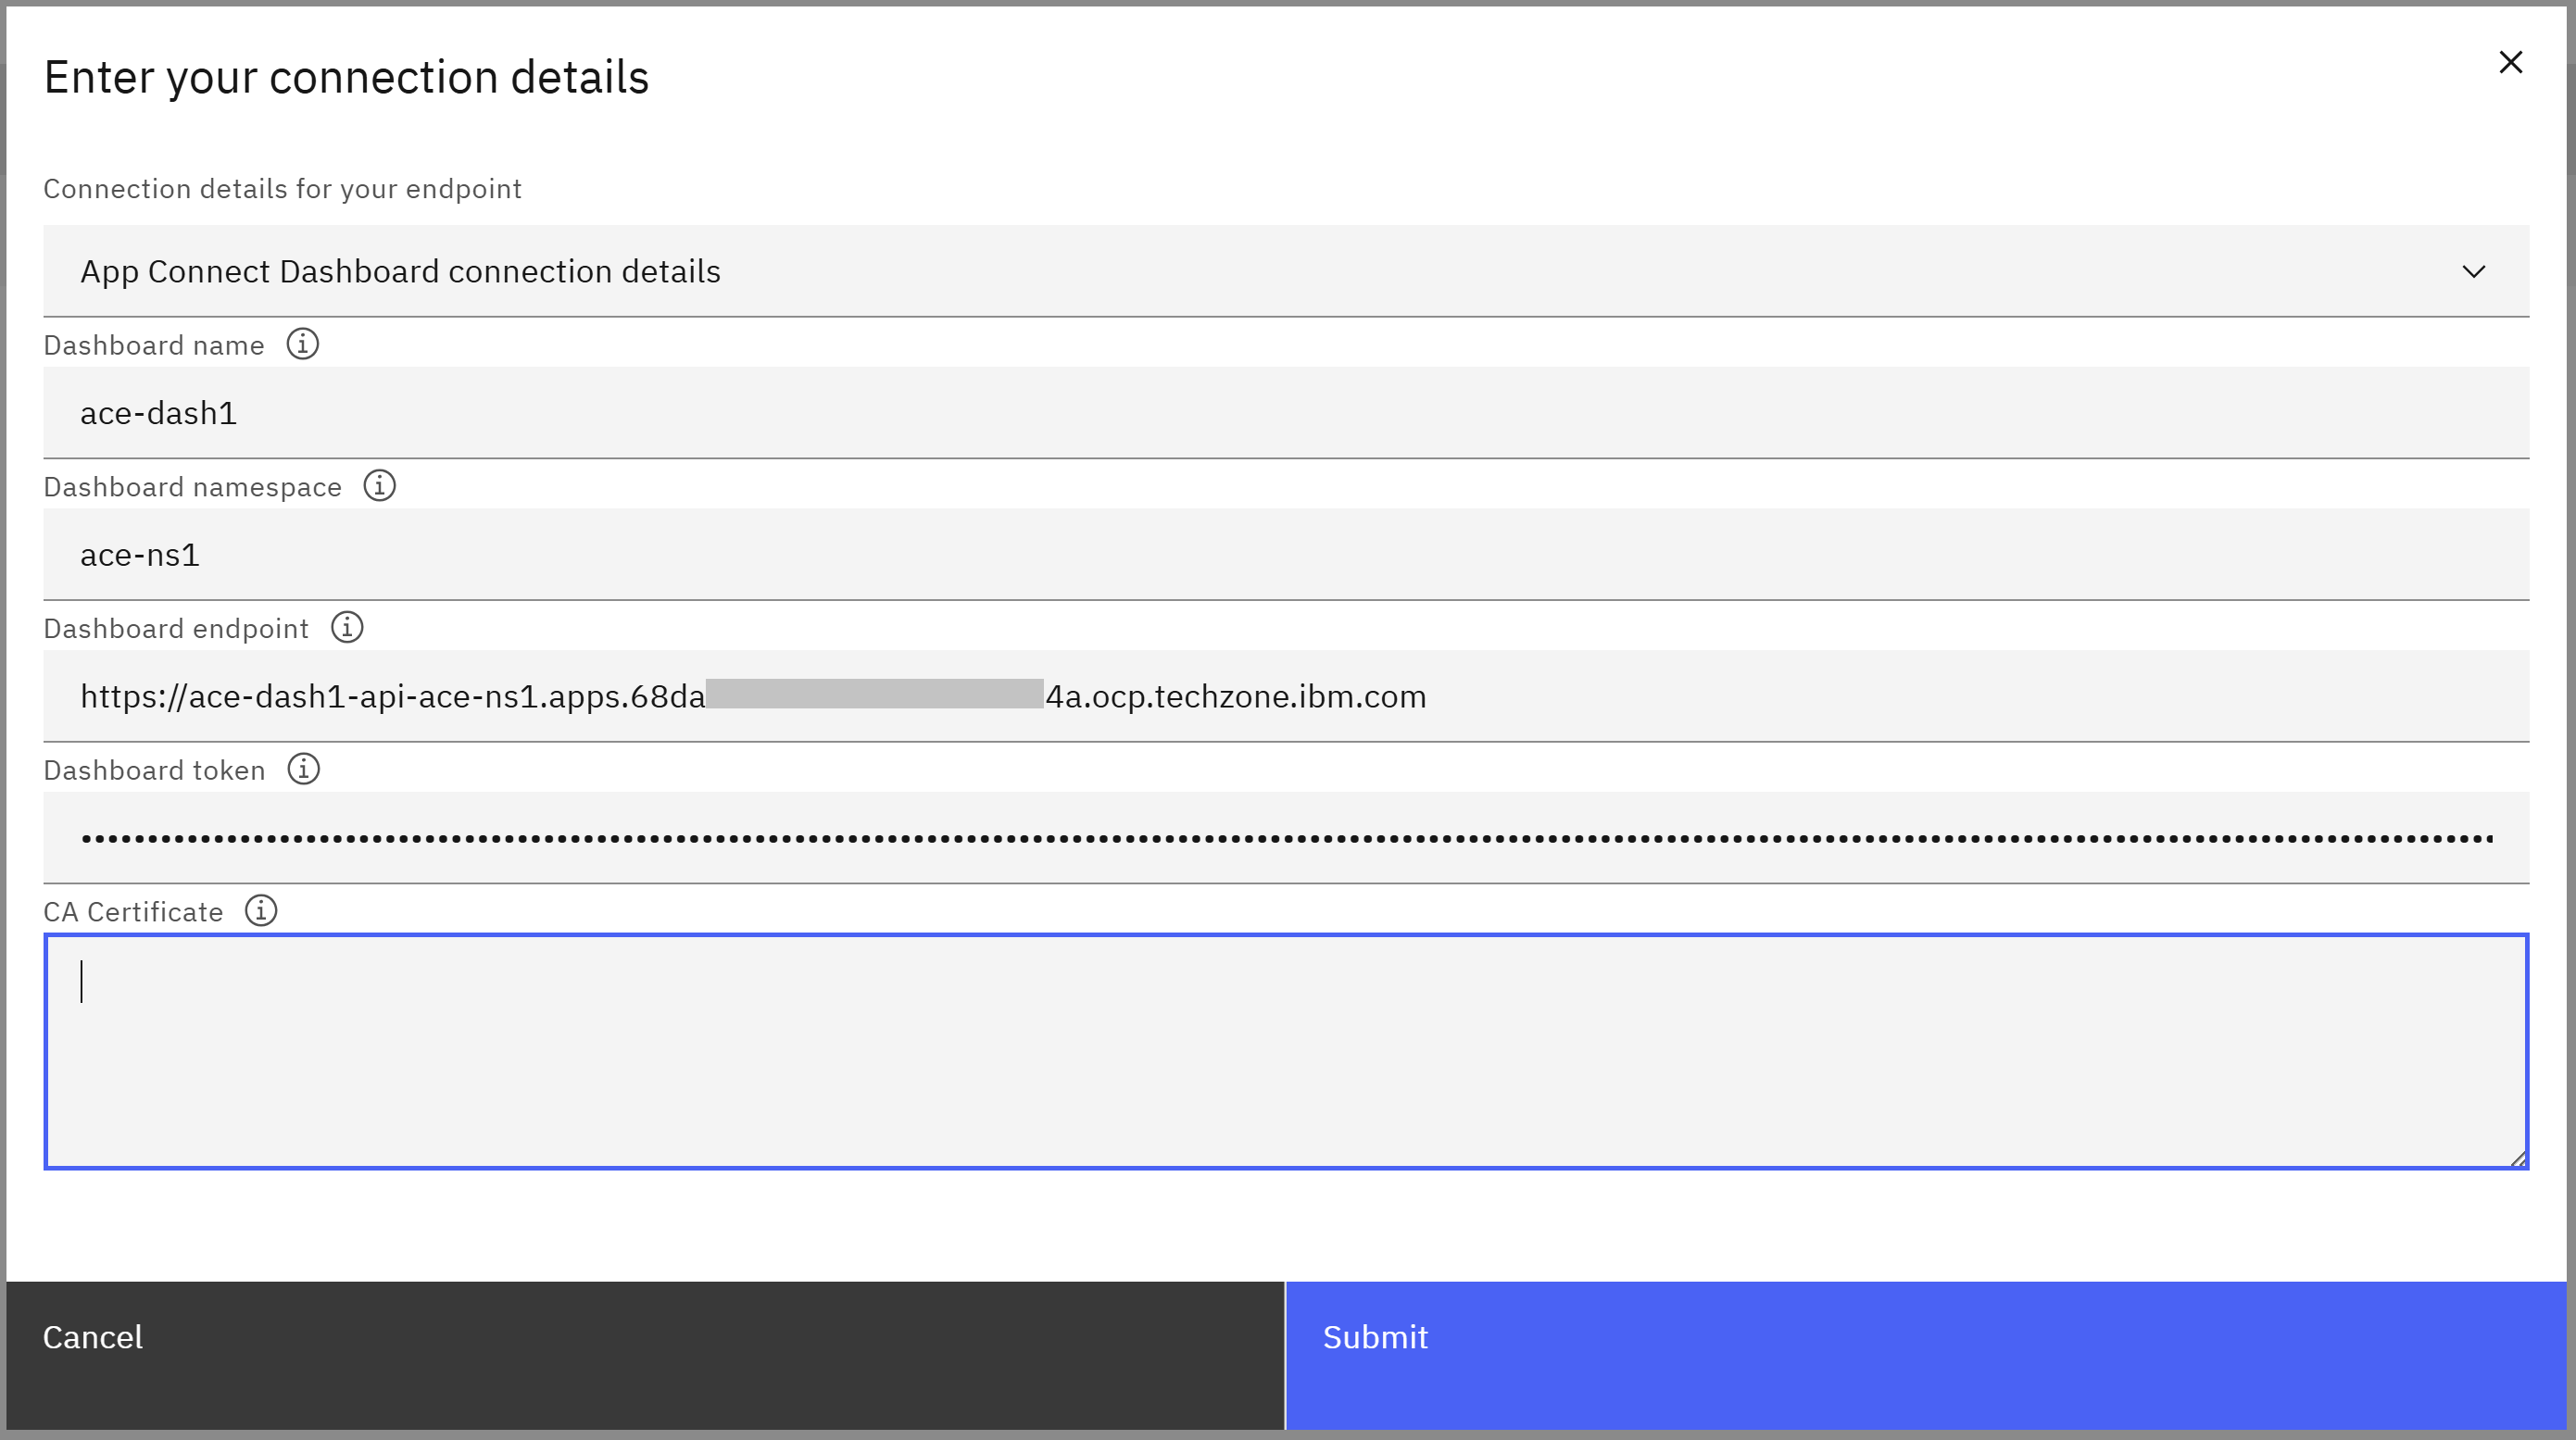 Enter your connection details
Connection details for your endpoint
App Connect Dashboard connection details
Dashboard name
ace-dash1
Dashboard namespace
ace-ns1
Dashboard endpoint
https://ace-dash1-api-ace-ns1.apps.68da 4a.ocp.techzone.ibm.com
Dashboard token
CA Certificate
Cancel
Submit